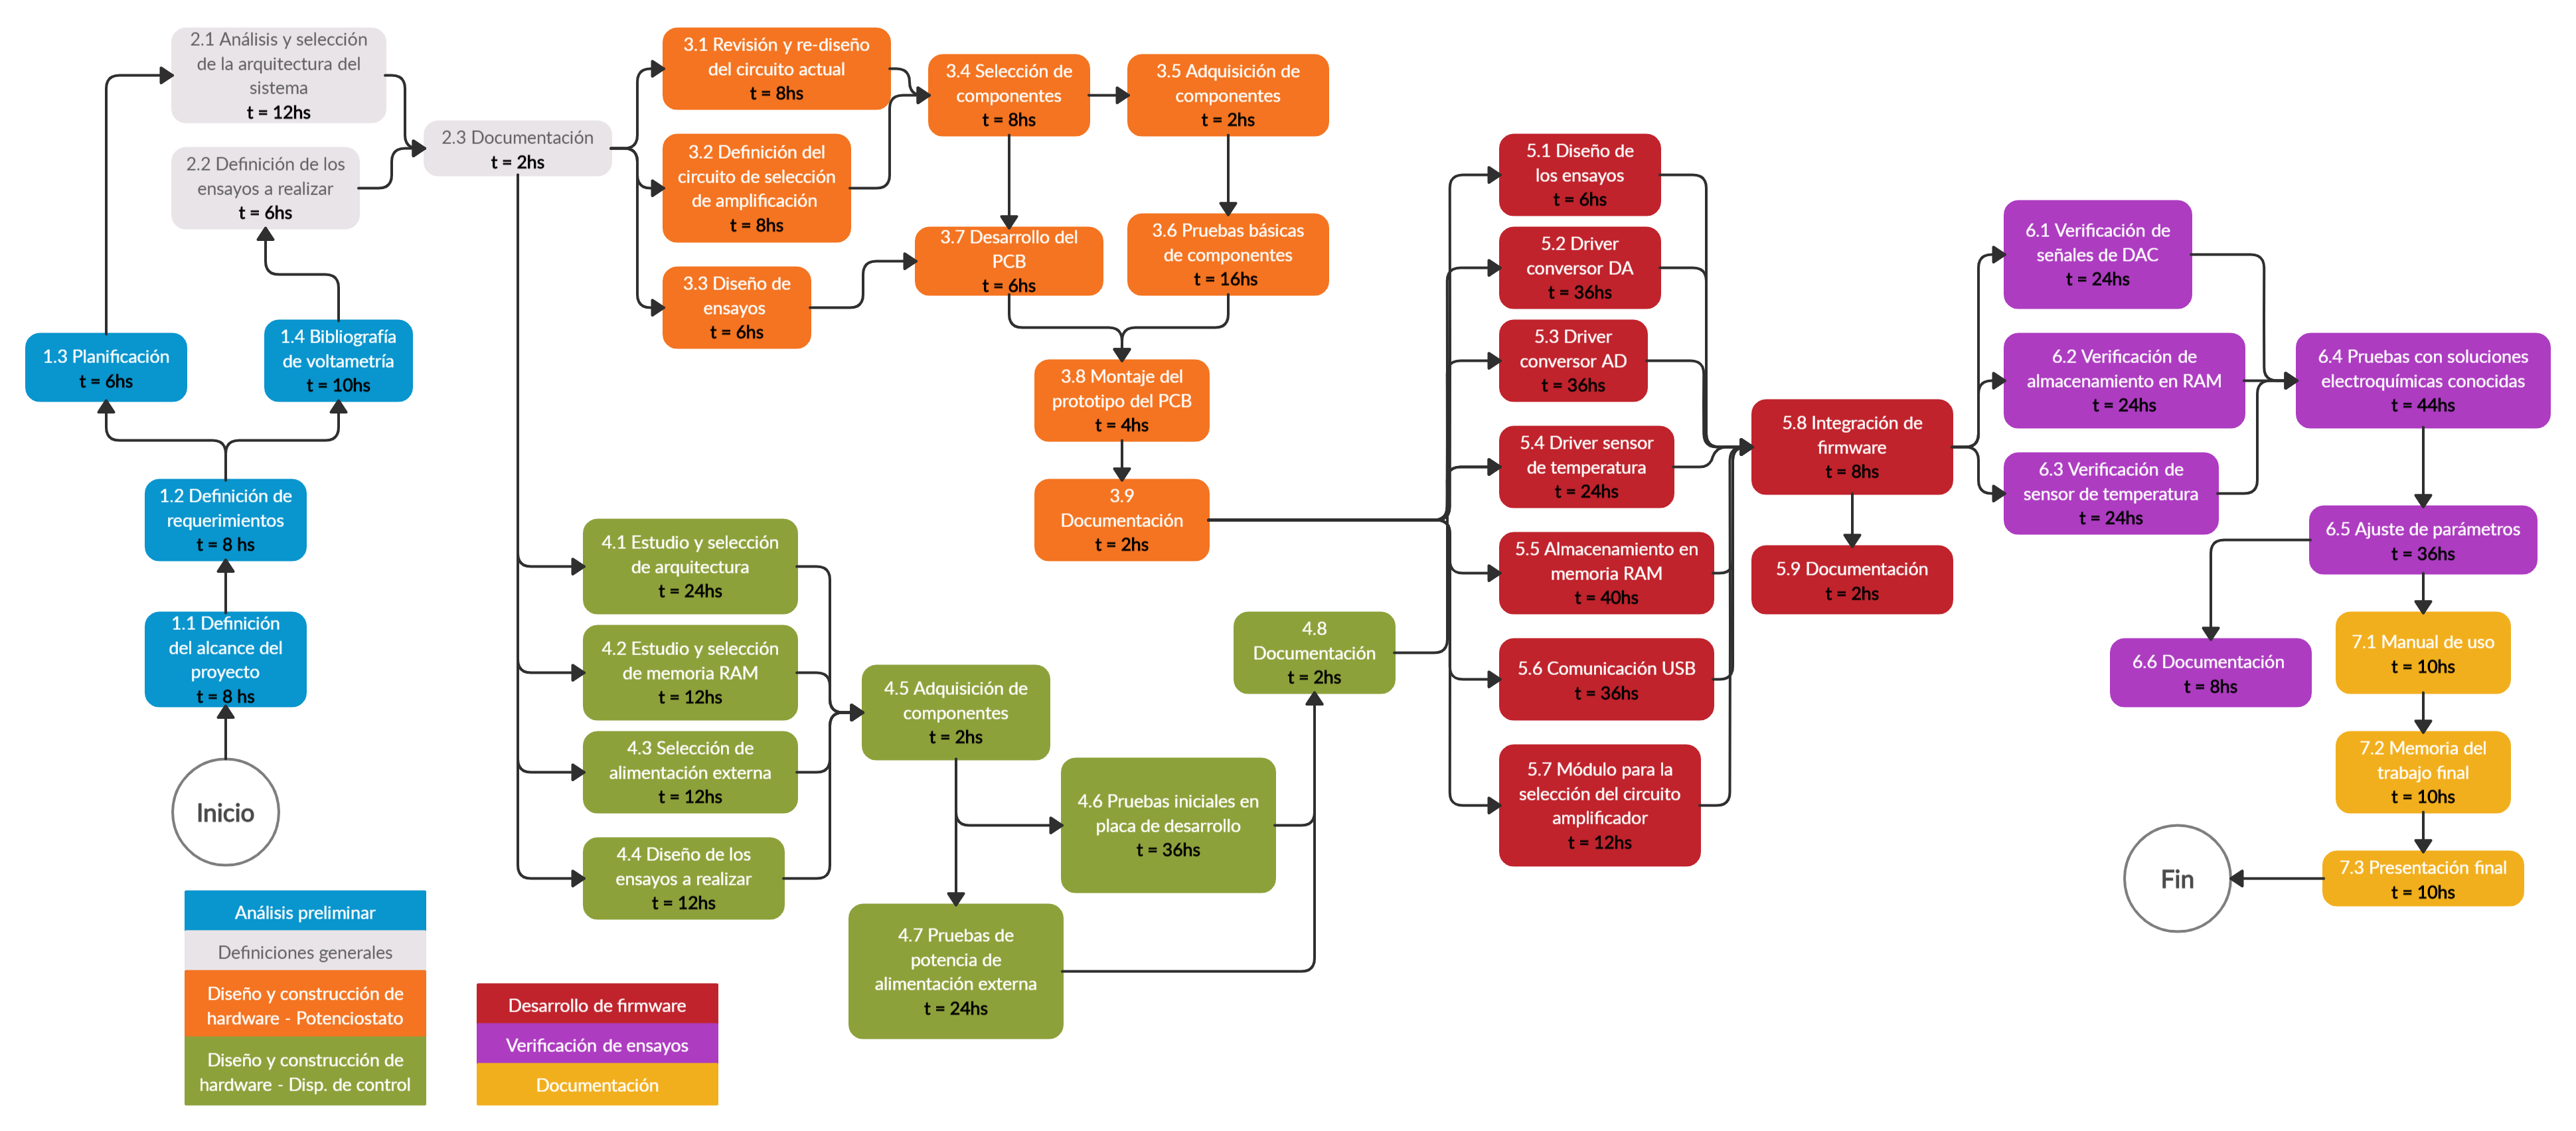 2.1 Análisis y selección
de la arquitectura del
sistema
t = 12hs
2.2 Definición de los
ensayos a realizar
t = 6hs
2.3 Documentación
t = 2hs
1.3 Planificación
t = 6hs
1.4 Bibliografía
de voltametría
t = 10hs
1.2 Definición de
requerimientos
t = 8 hs
1.1 Definición
del alcance del
proyecto
t = 8 hs
Inicio
3.1 Revisión y re-diseño
del circuito actual
t = 8hs
3.2 Definición del
circuito de selección
de amplificación
t = 8hs
3.3 Diseño de
ensayos
t = 6hs
3.4 Selección de
componentes
t = 8hs
3.5 Adquisición de
componentes
t = 2hs
3.7 Desarrollo del
PCB
t = 6hs
3.6 Pruebas básicas
de componentes
t = 16hs
3.8 Montaje del
prototipo del PCB
t = 4hs
3.9
Documentación
t = 2hs
4.1 Estudio y selección
de arquitectura
t = 24hs
4.2 Estudio y selección
de memoria RAM
t = 12hs
4.3 Selección de
alimentación externa
t = 12hs
4.4 Diseño de los
ensayos a realizar
t = 12hs
4.5 Adquisición de
componentes
t = 2hs
4.6 Pruebas iniciales en
placa de desarrollo
t = 36hs
4.7 Pruebas de
potencia de
alimentación externa
t = 24hs
4.8
Documentación
t = 2hs
5.1 Diseño de
los ensayos
t = 6hs
5.2 Driver
conversor DA
t = 36hs
5.3 Driver
conversor AD
t = 36hs
5.4 Driver sensor
de temperatura
t = 24hs
5.5 Almacenamiento en
memoria RAM
t = 40hs
5.6 Comunicación USB
t = 36hs
5.7 Módulo para la
selección del circuito
amplificador
t = 12hs
5.8 Integración de
firmware
t = 8hs
5.9 Documentación
t = 2hs
6.1 Verificación de
señales de DAC
t = 24hs
6.2 Verificación de
almacenamiento en RAM
t = 24hs
6.3 Verificación de
sensor de temperatura
t = 24hs
6.4 Pruebas con soluciones
electroquímicas conocidas
t = 44hs
6.5 Ajuste de parámetros
t = 36hs
6.6 Documentación
t = 8hs
7.1 Manual de uso
t = 10hs
7.2 Memoria del
trabajo final
t = 10hs
7.3 Presentación final
t = 10hs
Fin
Análisis preliminar
Definiciones generales
Diseño y construcción de
hardware - Potenciostato
Diseño y construcción de
hardware - Disp. de control
Desarrollo de firmware
Verificación de ensayos
Documentación